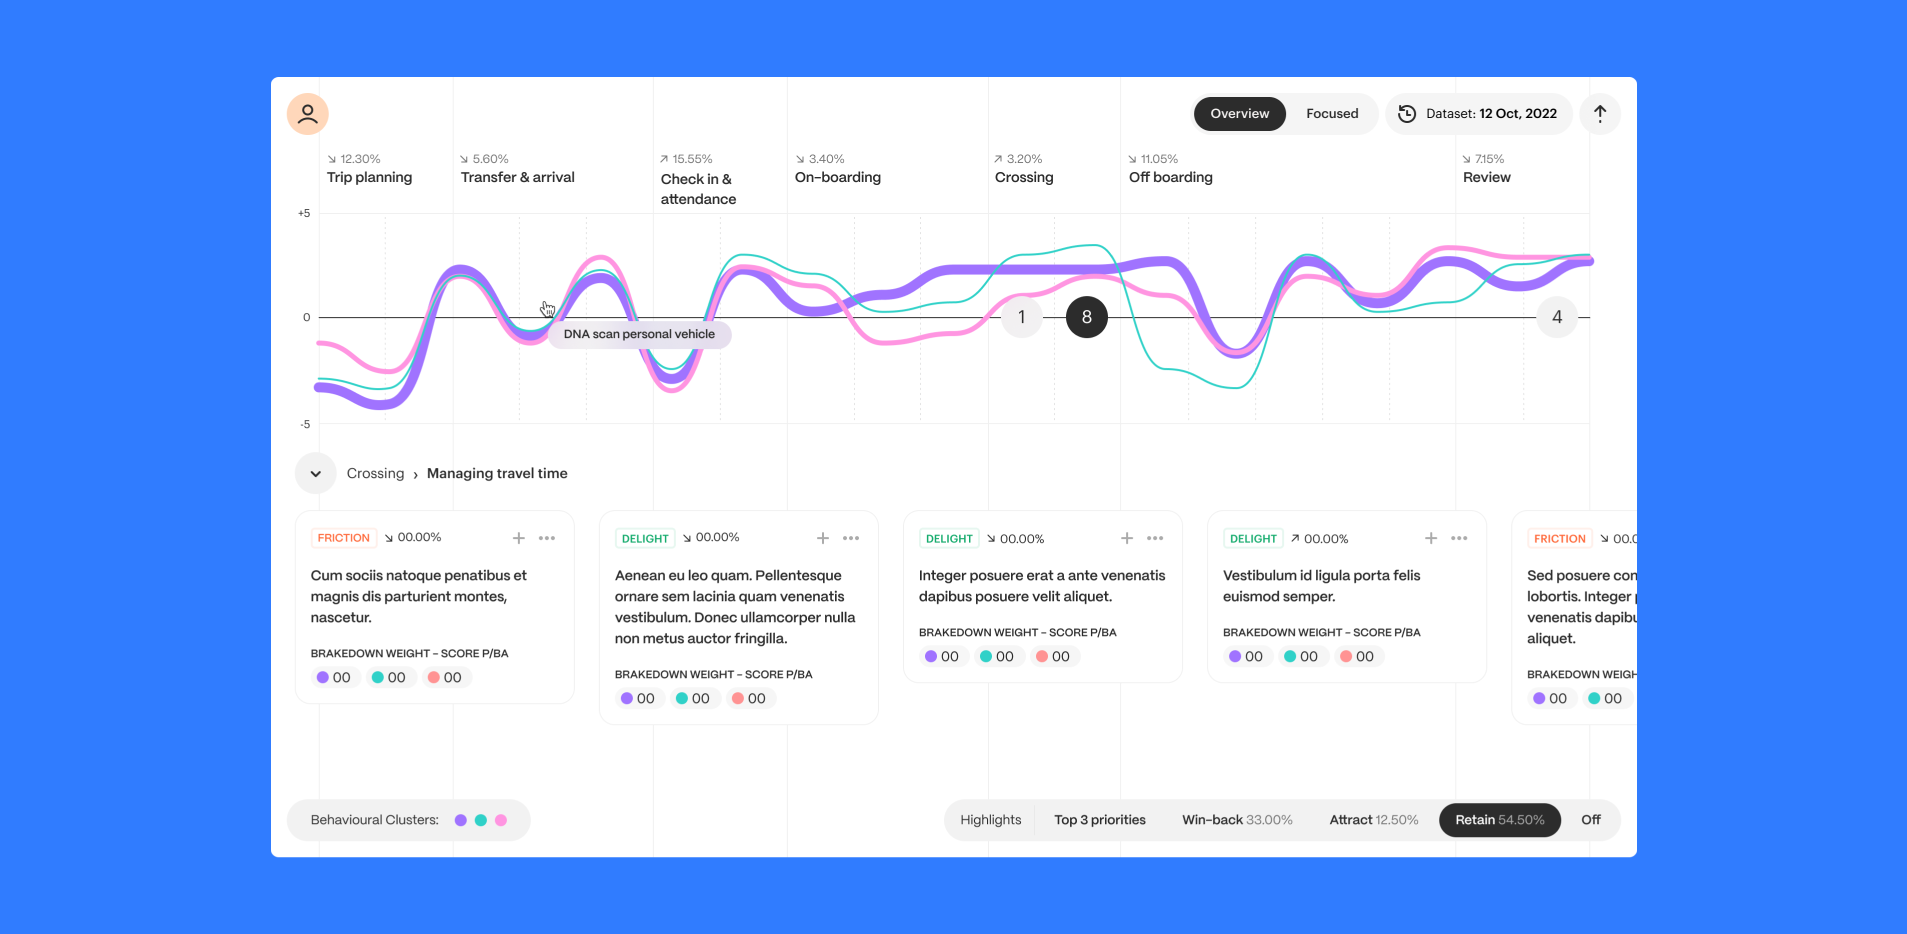 Overview
Focused
Dataset: 12 Oct, 2022
↘ 12.30%
Trip planning
↘ 5.60%
Transfer & arrival
↗ 15.55%
Check in &
attendance
↘ 3.40%
On-boarding
↗ 3.20%
Crossing
↘ 11.05%
Off boarding
↘ 7.15%
Review
+5
0
-5
DNA scan personal vehicle
1
8
4
Crossing › Managing travel time
FRICTION ↘ 00.00%
Cum sociis natoque penatibus et
magnis dis parturient montes,
nascetur.
BRAKEDOWN WEIGHT – SCORE P/BA
00 00 00
DELIGHT ↘ 00.00%
Aenean eu leo quam. Pellentesque
ornare sem lacinia quam venenatis
vestibulum. Donec ullamcorper nulla
non metus auctor fringilla.
BRAKEDOWN WEIGHT – SCORE P/BA
00 00 00
DELIGHT ↘ 00.00%
Integer posuere erat a ante venenatis
dapibus posuere velit aliquet.
BRAKEDOWN WEIGHT – SCORE P/BA
00 00 00
DELIGHT ↗ 00.00%
Vestibulum id ligula porta felis
euismod semper.
BRAKEDOWN WEIGHT – SCORE P/BA
00 00 00
FRICTION ↘ 00.0
Sed posuere con
lobortis. Integer
venenatis dapibu
aliquet.
BRAKEDOWN WEIGH
00 00
Behavioural Clusters:
Highlights
Top 3 priorities
Win-back 33.00%
Attract 12.50%
Retain 54.50%
Off